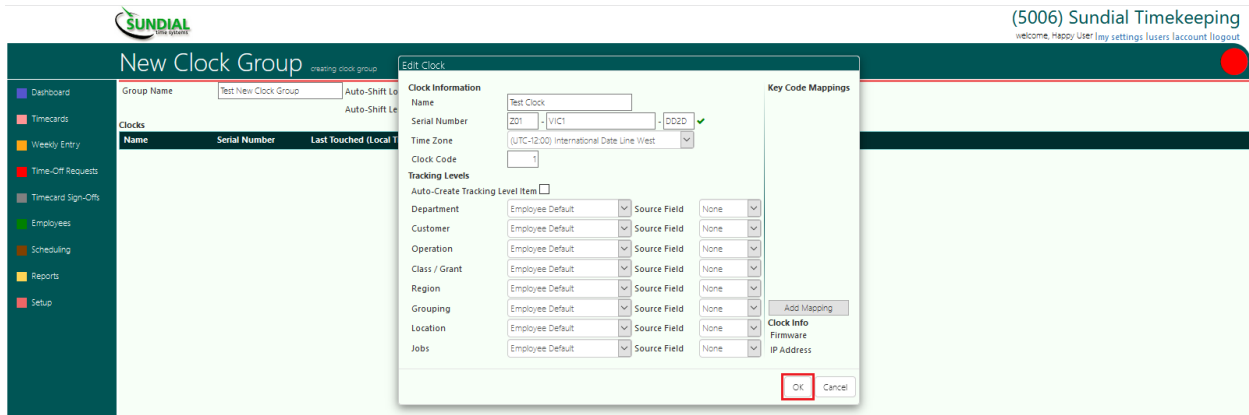 SUNDIAL
time systems
(5006) Sundial Timekeeping
welcome, Happy User |my settings |users |account |logout
New Clock Group creating clock group
Dashboard
Timecards
Weekly Entry
Time-Off Requests
Timecard Sign-Offs
Employees
Scheduling
Reports
Setup
Group Name Test New Clock Group Auto-Shift Lo
Auto-Shift Le
Clocks
Name Serial Number Last Touched (Local T
Edit Clock
Clock Information
Name Test Clock
Serial Number Z01 - VIC1 - DD2D
Time Zone (UTC-12:00) International Date Line West
Clock Code 1
Tracking Levels
Auto-Create Tracking Level Item
Department Employee Default Source Field None
Customer Employee Default Source Field None
Operation Employee Default Source Field None
Class / Grant Employee Default Source Field None
Region Employee Default Source Field None
Grouping Employee Default Source Field None
Location Employee Default Source Field None
Jobs Employee Default Source Field None
Key Code Mappings
Add Mapping
Clock Info
Firmware
IP Address
OK Cancel